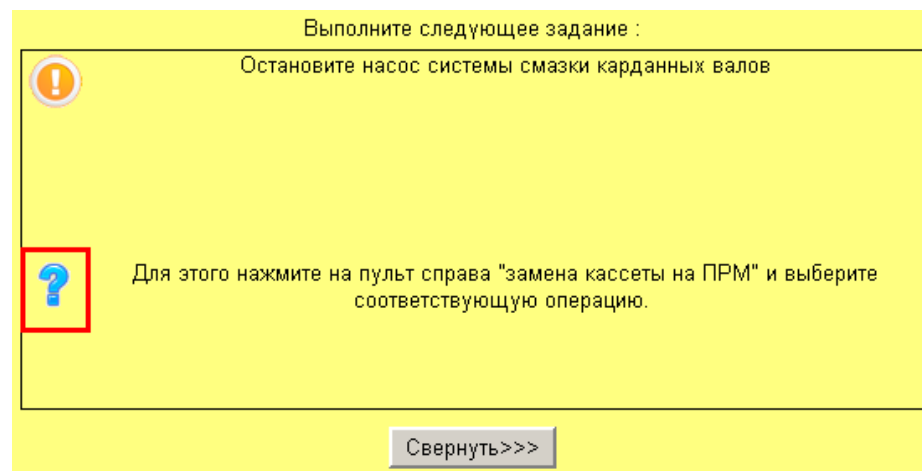 Выполните следующее задание :
Остановите насос системы смазки карданных валов
Для этого нажмите на пульт справа "замена кассеты на ПРМ" и выберите
соответствующую операцию.
Свернуть>>>